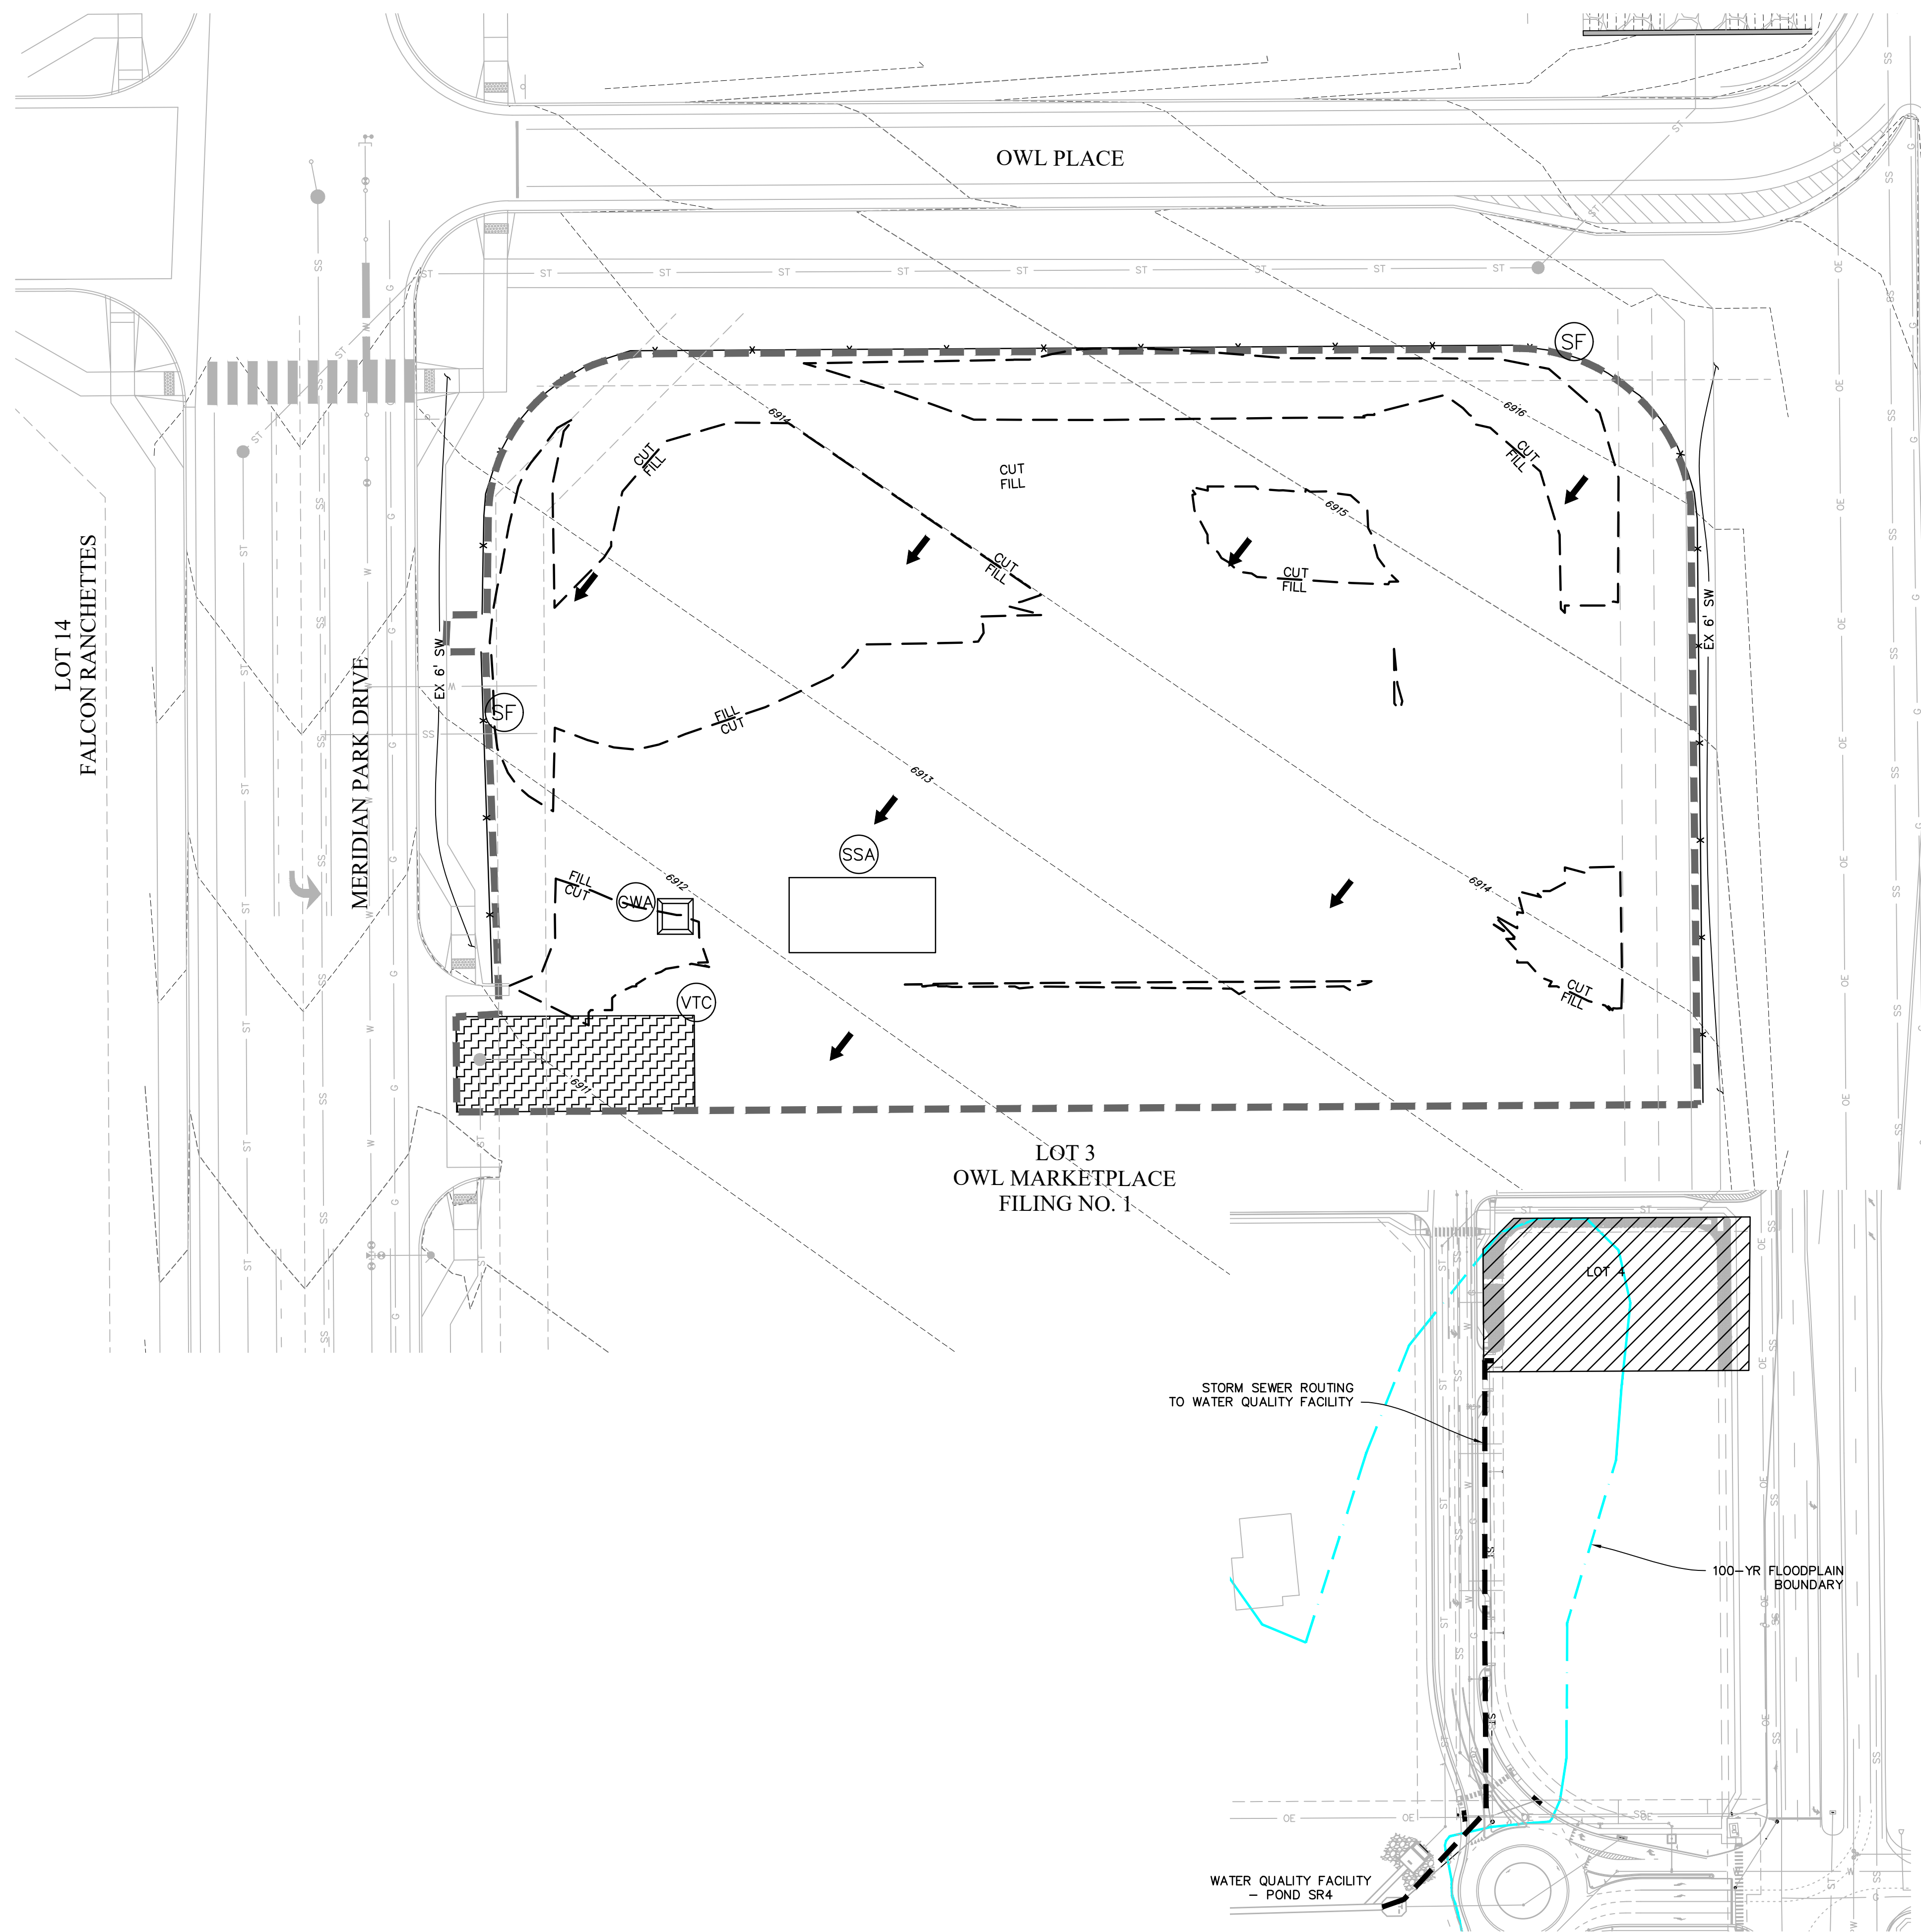 OWL PLACE
SF
6914
6916
CUT
FILL
CUT
FILL
CUT
FILL
6915
CUT
FILL
CUT
FILL
LOT 14
FALCON RANCHETTES
MERIDIAN PARK DRIVE
EX 6' SW
EX 6' SW
SF
FILL
CUT
6913
SSA
6912
6914
FILL
CUT
CWA
VTC
CUT
FILL
6911
LOT 3
OWL MARKETPLACE
FILING NO. 1
LOT 4
STORM SEWER ROUTING
TO WATER QUALITY FACILITY
100-YR FLOODPLAIN
BOUNDARY
WATER QUALITY FACILITY
- POND SR4